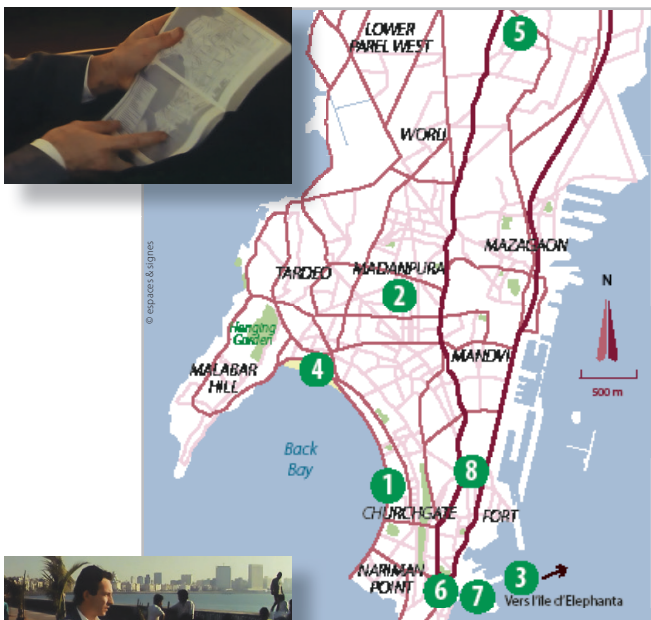 LOWER
PAREL WEST
5
WORLI
MAZAGAON
© espaces & signes
TARDEO
MADANPURA
2
N
Hanging
Garden
MANDVI
4
MALABAR
HILL
500 m
Back
Bay
8
1
CHURCHGATE
FORT
NARIMAN
POINT
3
6
7
Vers l'île d'Elephanta